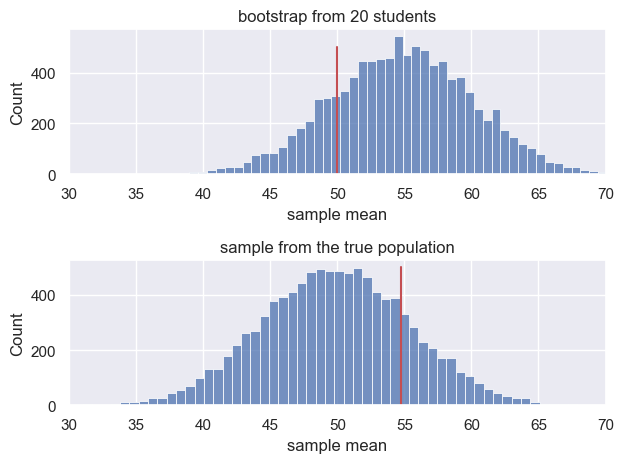 bootstrap from 20 students
Count
400
200
0
30 35 40 45 50 55 60 65 70
sample mean
sample from the true population
Count
400
200
0
30 35 40 45 50 55 60 65 70
sample mean